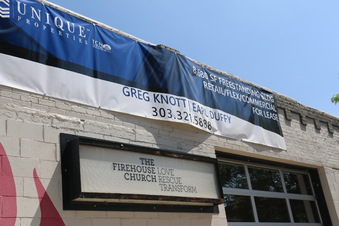 UNIQUE
PROPERTIES
SF FREESTANDING BLDG
RETAIL/FLEX/COMMERCIAL
FOR LEASE
GREG KNOTT | EARL DUFFY
303.321.5888
THE
FIREHOUSE LOVE
CHURCH RESCUE
TRANSFORM